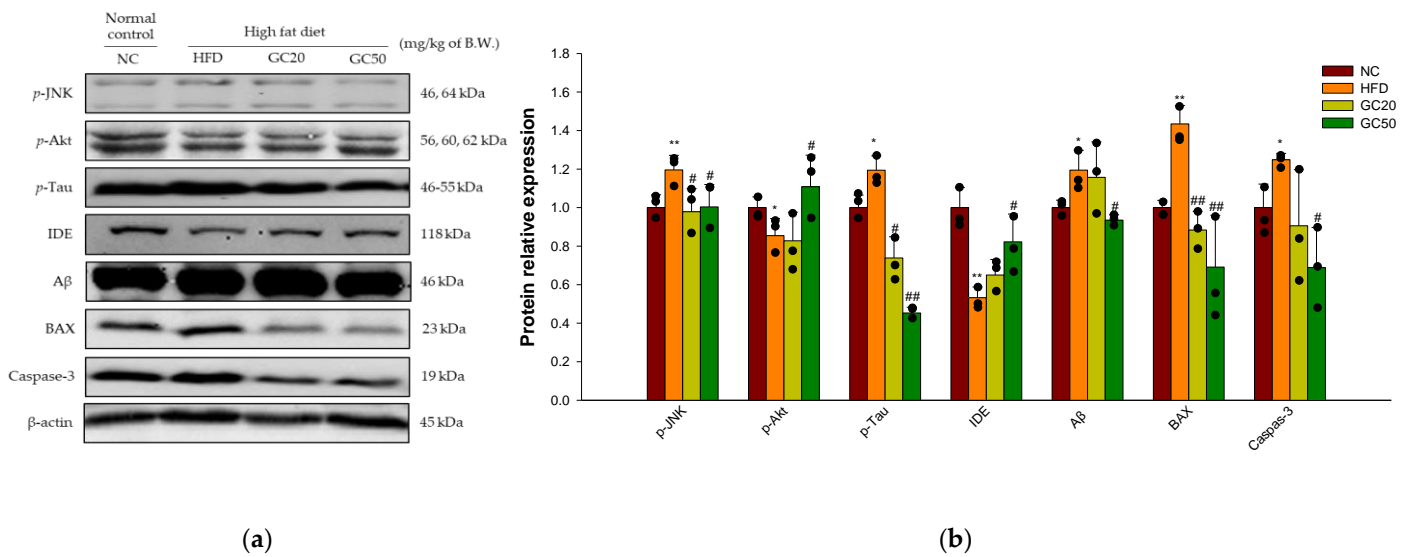 Normal
control
High fat diet
(mg/kg of B.W.)
NC HFD GC20 GC50
p-JNK 46, 64 kDa
p-Akt 56, 60, 62 kDa
p-Tau 46-55 kDa
IDE 118 kDa
Aβ 46 kDa
BAX 23 kDa
Caspase-3 19 kDa
β-actin 45 kDa
(a)
Protein relative expression
1.8
1.6
1.4
1.2
1.0
0.8
0.6
0.4
0.2
0.0
** # #
* #
* # ##
** #
* #
** ## ##
* #
NC
HFD
GC20
GC50
p-JNK
p-Akt
p-Tau
IDE
Aβ
BAX
Caspas-3
(b)